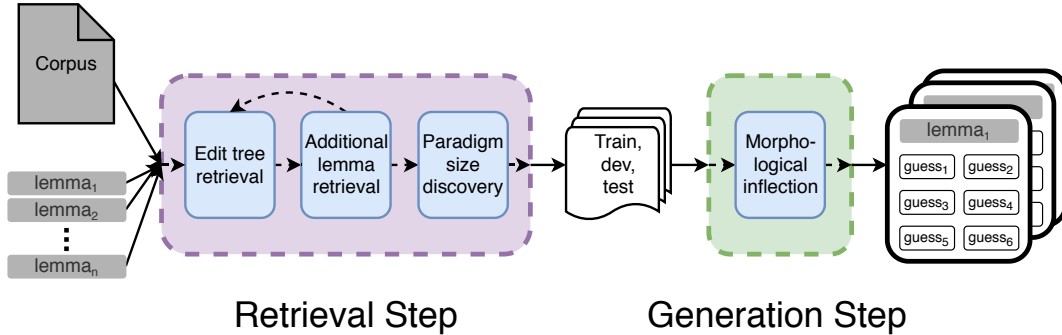 Corpus
lemma₁
lemma₂
lemmaₙ
Edit tree
retrieval
Additional
lemma
retrieval
Paradigm
size
discovery
Train,
dev,
test
Morpho-
logical
inflection
lemma₁
guess₁ guess₂
guess₃ guess₄
guess₅ guess₆
Retrieval Step
Generation Step